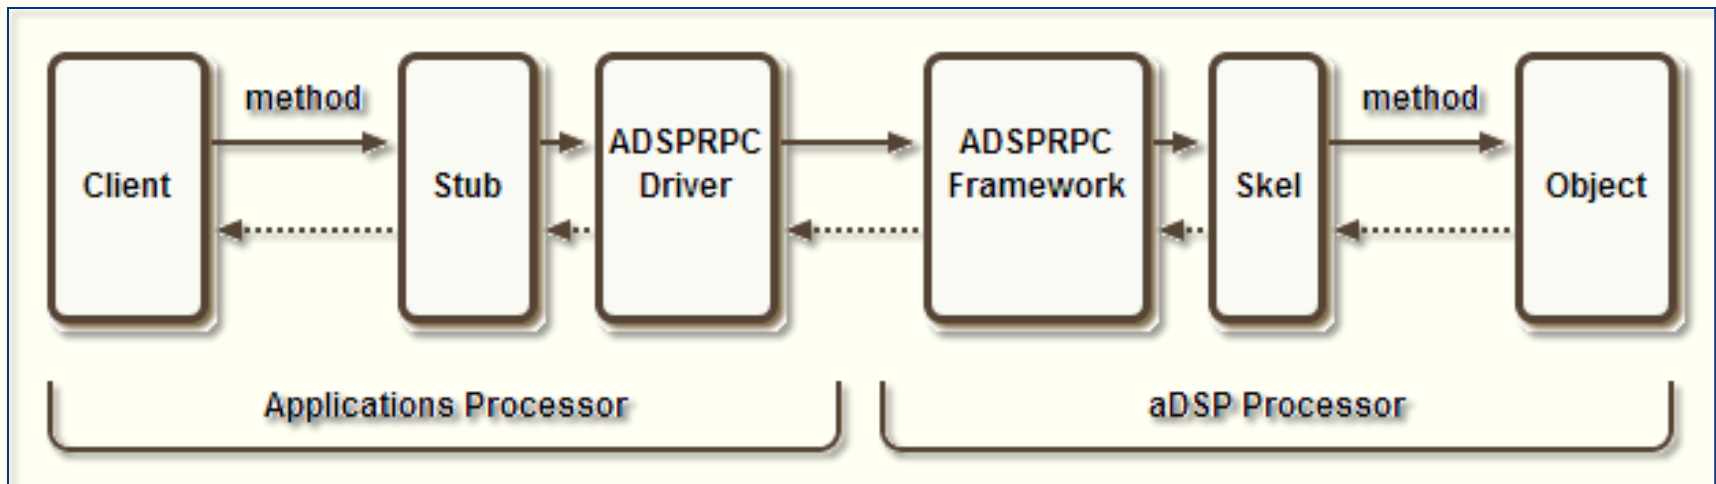 method
method
Client
Stub
ADSPRPC
Driver
ADSPRPC
Framework
Skel
Object
Applications Processor
aDSP Processor